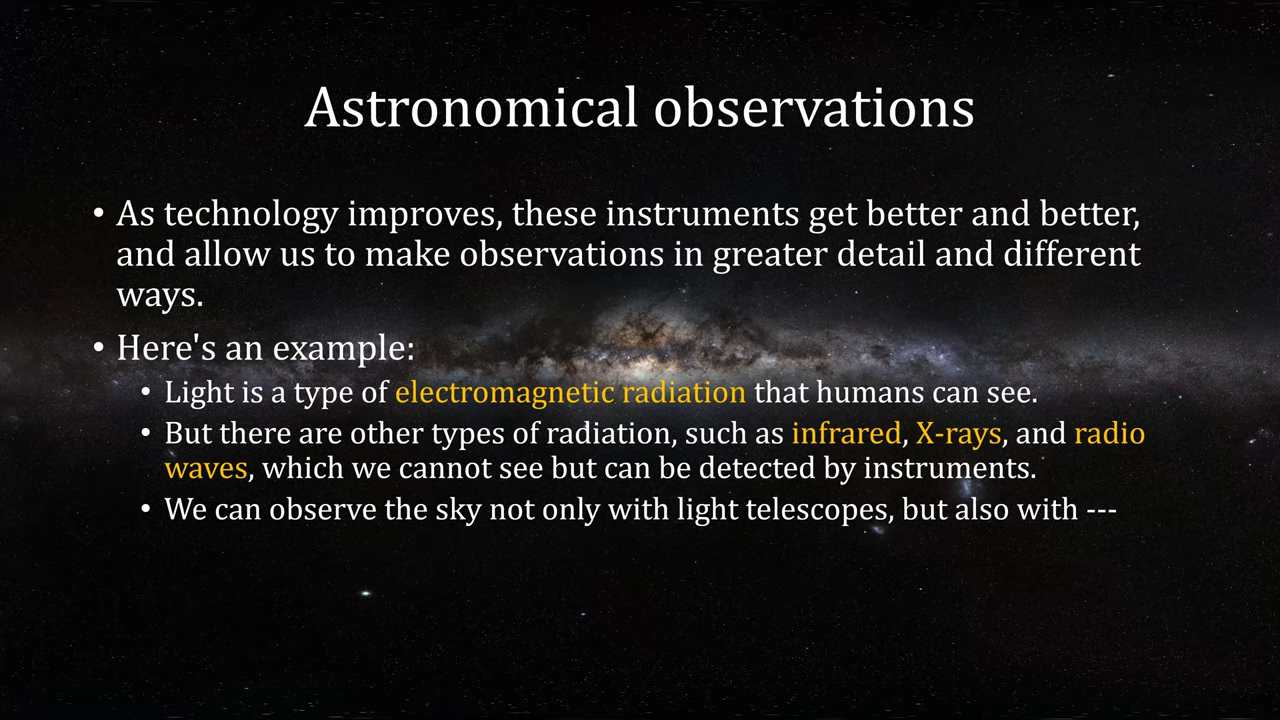 Astronomical observations
• As technology improves, these instruments get better and better,
and allow us to make observations in greater detail and different
ways.
• Here's an example:
• Light is a type of electromagnetic radiation that humans can see.
• But there are other types of radiation, such as infrared, X-rays, and radio
waves, which we cannot see but can be detected by instruments.
• We can observe the sky not only with light telescopes, but also with ---